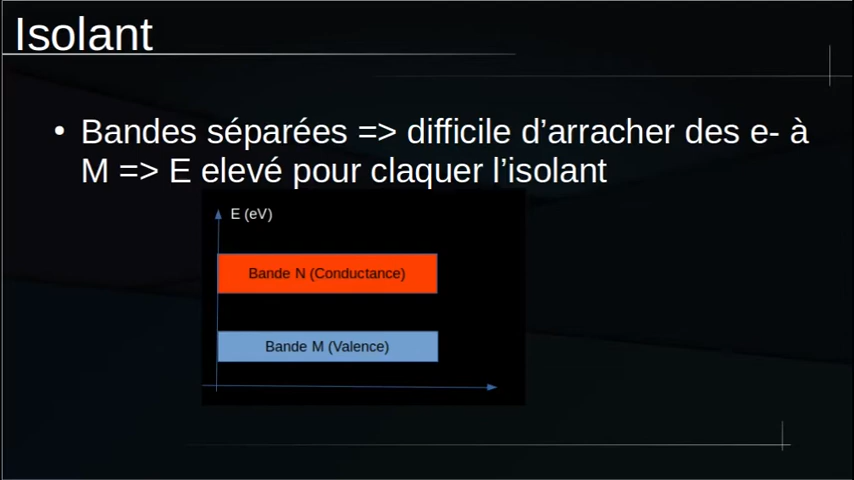 Isolant
• Bandes séparées => difficile d’arracher des e- à
M => E elevé pour claquer l’isolant
E (eV)
Bande N (Conductance)
Bande M (Valence)